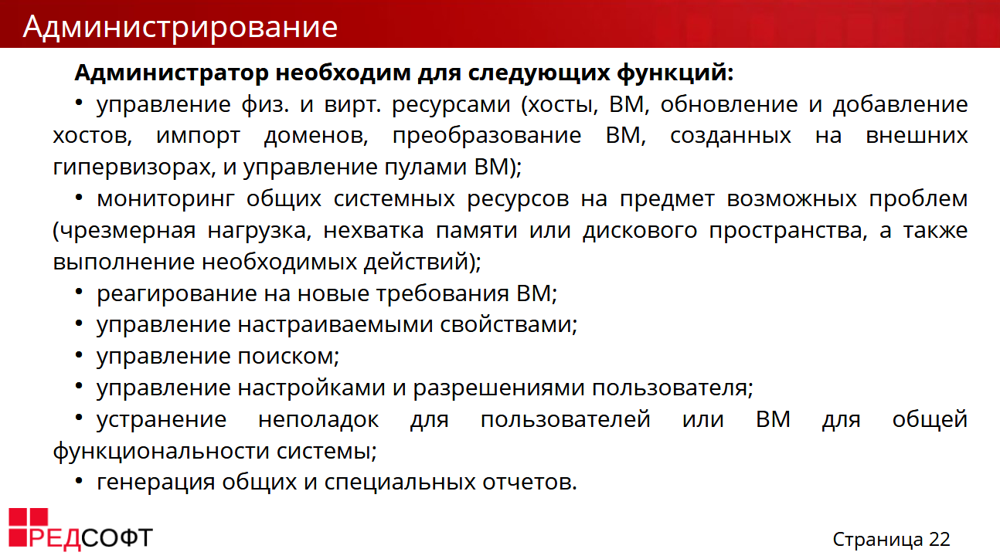 Администрирование
Администратор необходим для следующих функций:
• управление физ. и вирт. ресурсами (хосты, ВМ, обновление и добавление
хостов, импорт доменов, преобразование ВМ, созданных на внешних
гипервизорах, и управление пулами ВМ);
• мониторинг общих системных ресурсов на предмет возможных проблем
(чрезмерная нагрузка, нехватка памяти или дискового пространства, а также
выполнение необходимых действий);
• реагирование на новые требования ВМ;
• управление настраиваемыми свойствами;
• управление поиском;
• управление настройками и разрешениями пользователя;
• устранение неполадок для пользователей или ВМ для общей
функциональности системы;
• генерация общих и специальных отчетов.
РЕДСОФТ
Страница 22